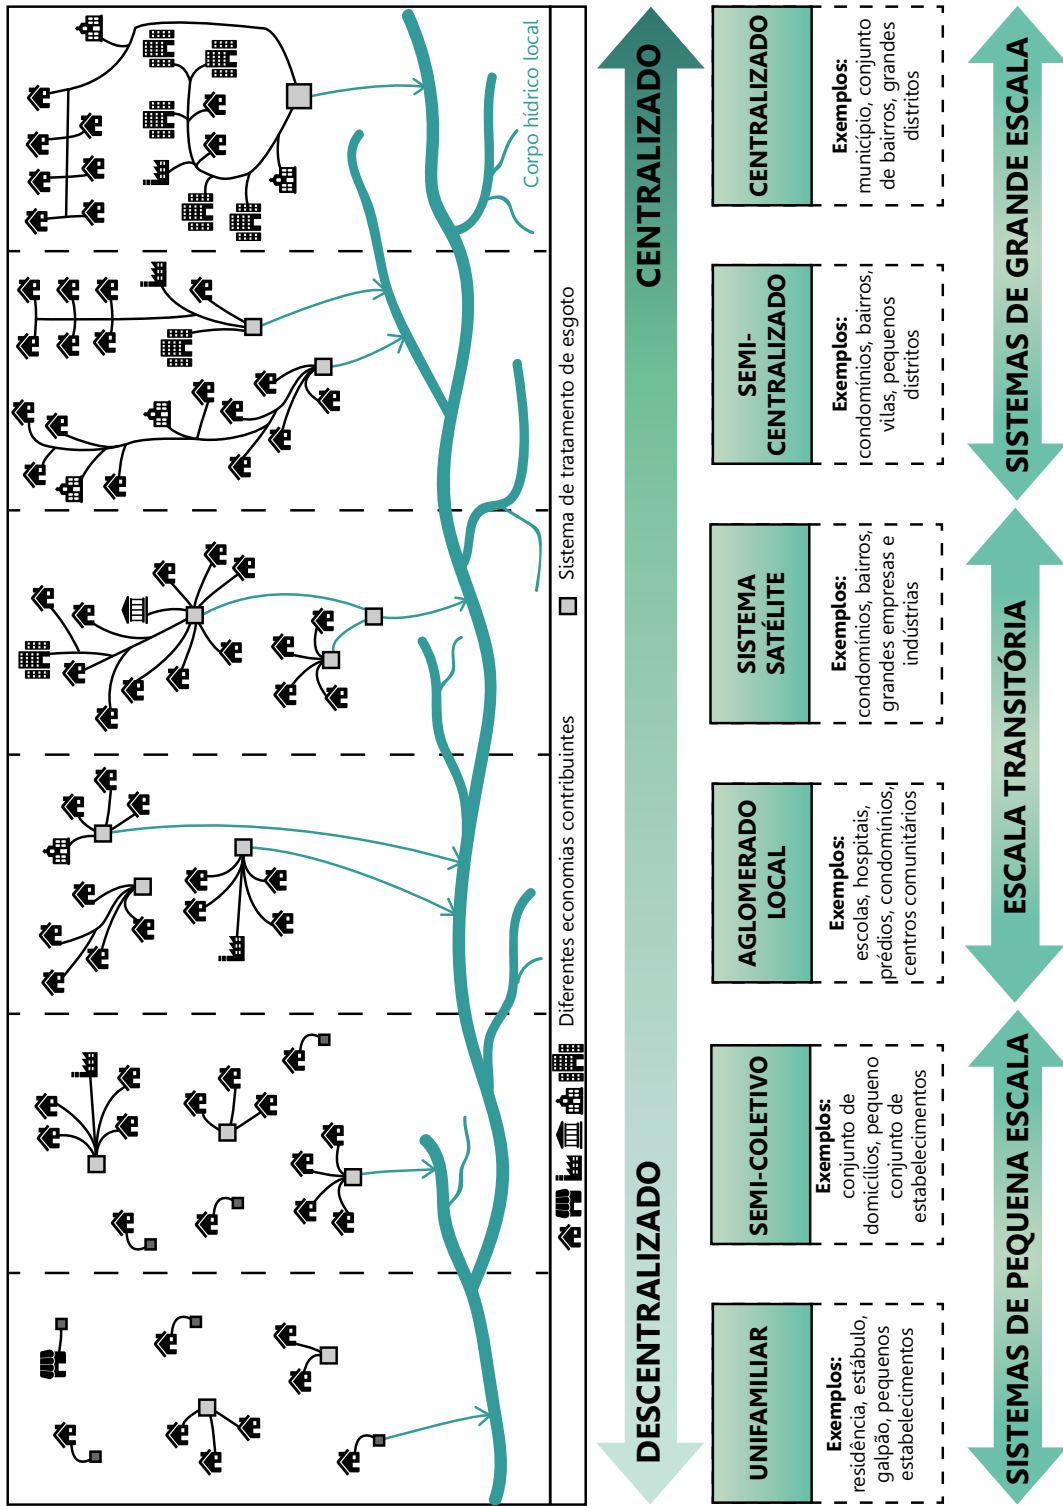 Corpo hídrico local
Diferentes economias contribuintes
Sistema de tratamento de esgoto
DESCENTRALIZADO
CENTRALIZADO
UNIFAMILIAR
Exemplos:
residência, estábulo,
galpão, pequenos
estabelecimentos
SEMI-COLETIVO
Exemplos:
conjunto de
domicílios, pequeno
conjunto de
estabelecimentos
AGLOMERADO
LOCAL
Exemplos:
escolas, hospitais,
prédios, condomínios,
centros comunitários
SISTEMA
SATÉLITE
Exemplos:
condomínios, bairros,
grandes empresas e
indústrias
SEMI-
CENTRALIZADO
Exemplos:
condomínios, bairros,
vilas, pequenos
distritos
CENTRALIZADO
Exemplos:
município, conjunto
de bairros, grandes
distritos
SISTEMAS DE PEQUENA ESCALA
ESCALA TRANSITÓRIA
SISTEMAS DE GRANDE ESCALA